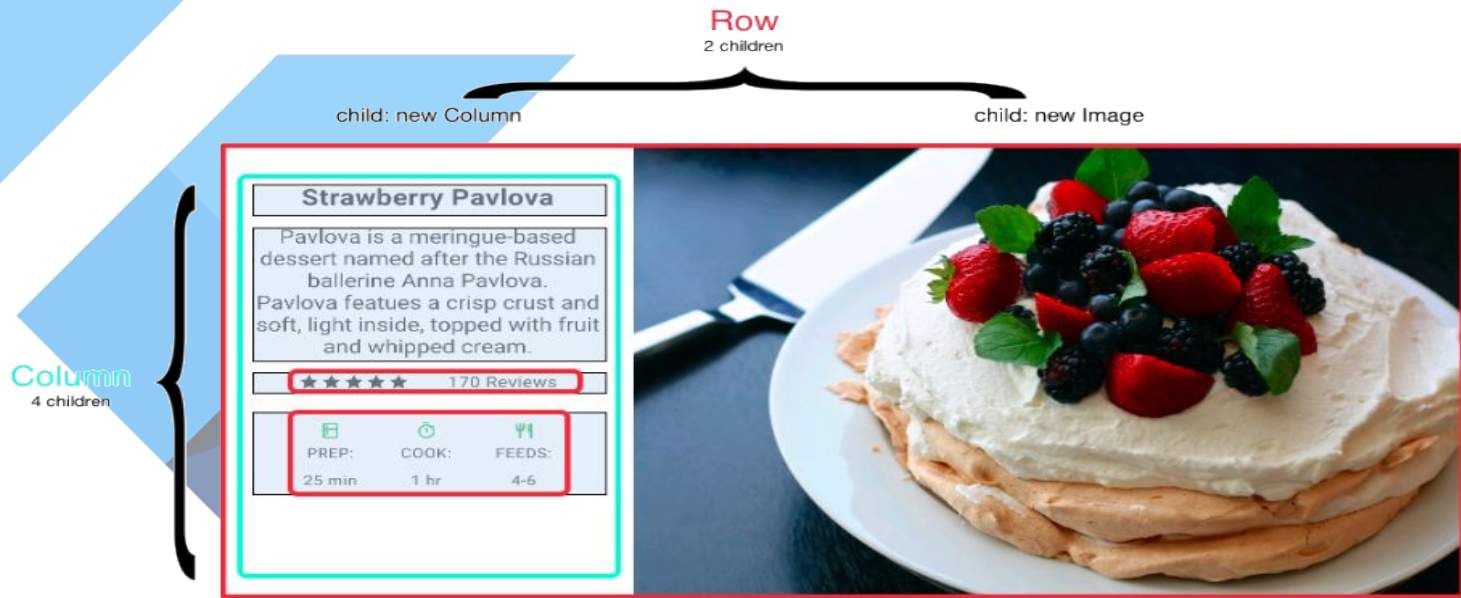 Row
2 children
child: new Column
child: new Image
Strawberry Pavlova
Pavlova is a meringue-based
dessert named after the Russian
ballerine Anna Pavlova.
Pavlova featues a crisp crust and
soft, light inside, topped with fruit
and whipped cream.
170 Reviews
Column
4 children
PREP: COOK: FEEDS:
25 min 1 hr 4-6